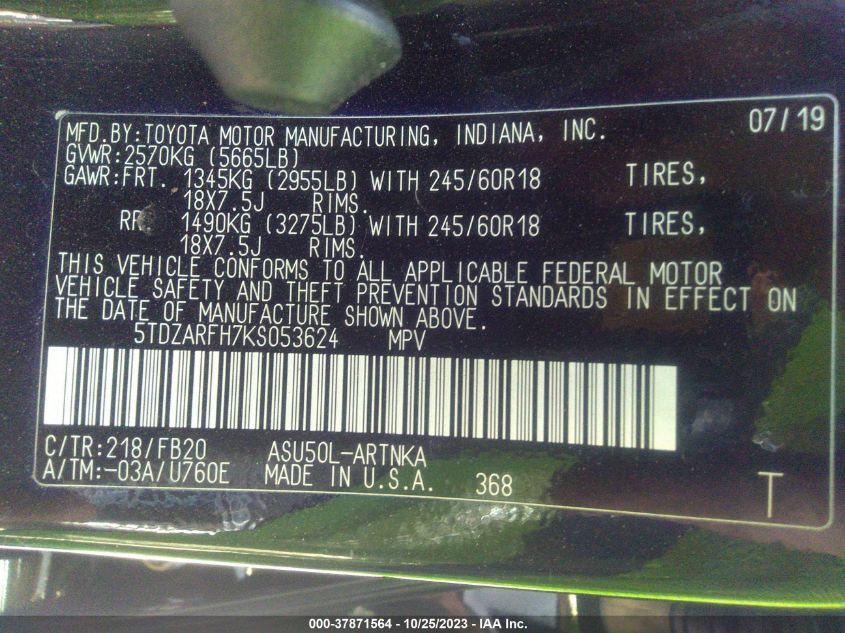 MFD.BY:TOYOTA MOTOR MANUFACTURING, INDIANA, INC. 07/19
GVWR:2570KG (5665LB)
GAWR:FRT. 1345KG (2955LB) WITH 245/60R18 TIRES,
18X7.5J RIMS.
1490KG (3275LB) WITH 245/60R18 TIRES,
18X7.5J RIMS.
THIS VEHICLE CONFORMS TO ALL APPLICABLE FEDERAL MOTOR
VEHICLE SAFETY AND THEFT PREVENTION STANDARDS IN EFFECT ON
THE DATE OF MANUFACTURE SHOWN ABOVE.
5TDZARFH7KS053624 MPV
C/TR:218/FB20 ASU50L-ARTNKA
A/TM:-03A/U760E MADE IN U.S.A. 368 T
000-37871564 - 10/25/2023 - IAA Inc.